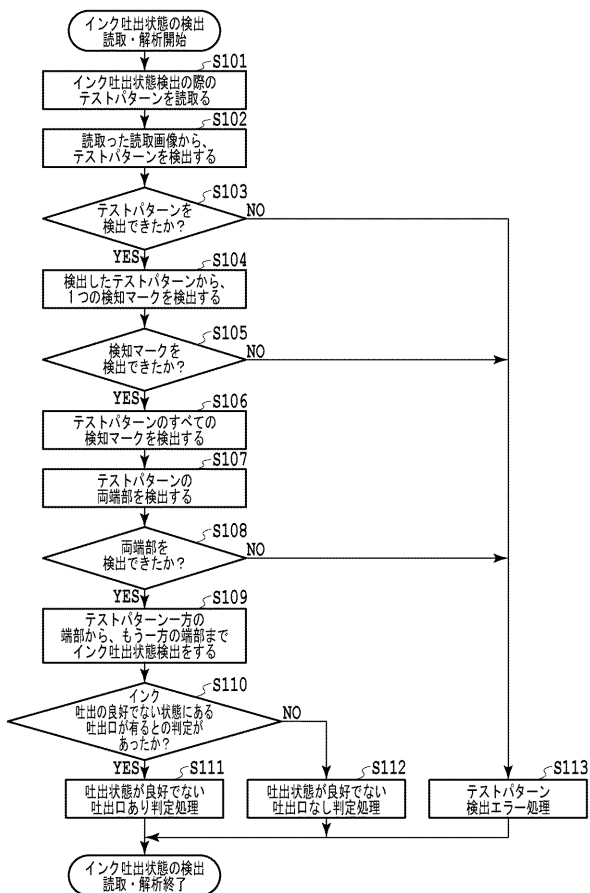 インク吐出状態の検出
読取・解析開始
S101
インク吐出状態検出の際の
テストパターンを読取る
S102
読取った読取画像から、
テストパターンを検出する
S103
テストパターンを
検出できたか？
NO
YES
S104
検出したテストパターンから、
１つの検知マークを検出する
S105
検知マークを
検出できたか？
NO
YES
S106
テストパターンのすべての
検知マークを検出する
S107
テストパターンの
両端部を検出する
S108
両端部を
検出できたか？
NO
YES
S109
テストパターン一方の
端部から、もう一方の端部まで
インク吐出状態検出をする
S110
インク
吐出の良好でない状態にある
吐出口が有るとの判定が
あったか？
NO
YES
S111
吐出状態が良好でない
吐出口あり判定処理
S112
吐出状態が良好でない
吐出口なし判定処理
S113
テストパターン
検出エラー処理
インク吐出状態の検出
読取・解析終了